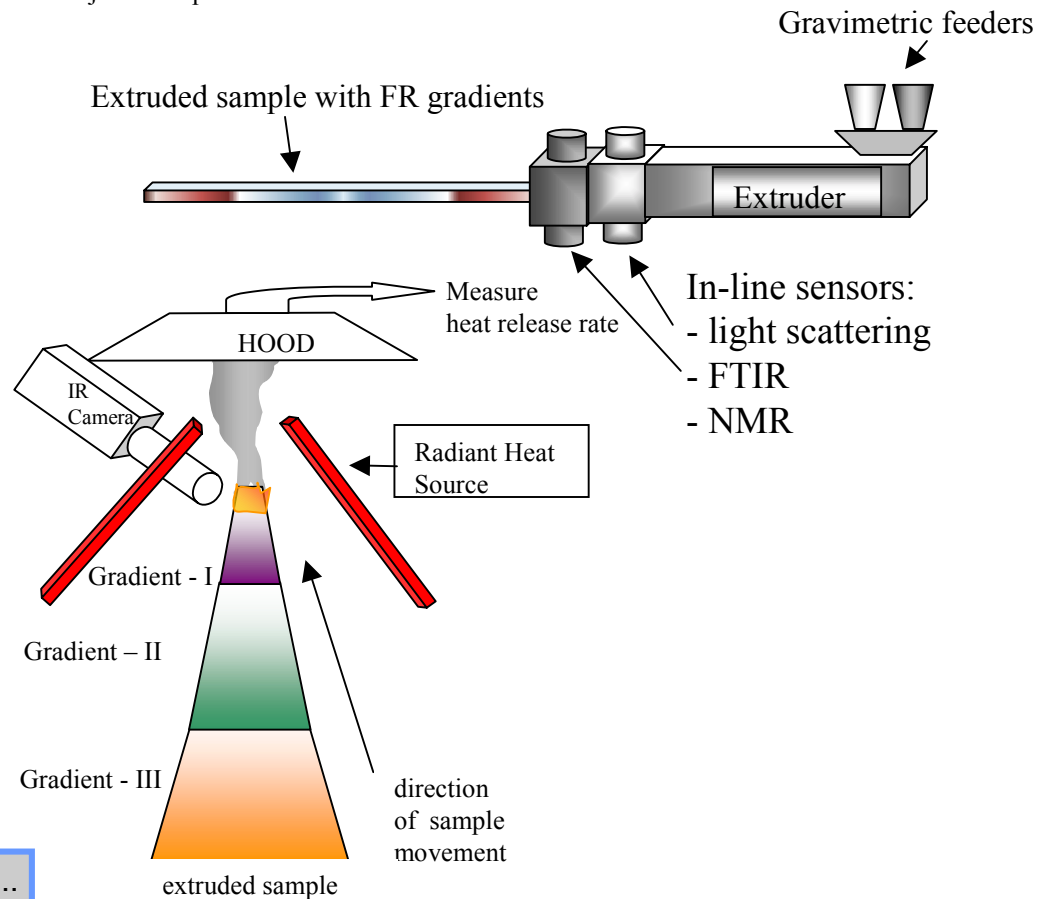 Gravimetric feeders
Extruded sample with FR gradients
Extruder
In-line sensors:
- light scattering
- FTIR
- NMR
Measure
heat release rate
HOOD
IR
Camera
Radiant Heat
Source
Gradient - I
Gradient – II
Gradient - III
direction
of sample
movement
extruded sample
..